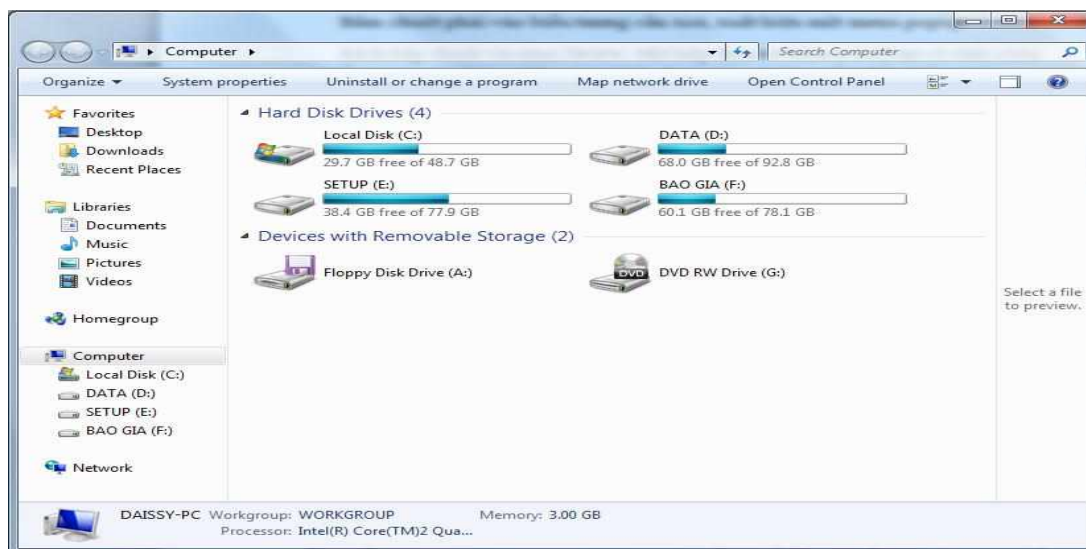 Computer
Search Computer
Organize
System properties
Uninstall or change a program
Map network drive
Open Control Panel
Favorites
Desktop
Downloads
Recent Places
Libraries
Documents
Music
Pictures
Videos
Homegroup
Computer
Local Disk (C:)
DATA (D:)
SETUP (E:)
BAO GIA (F:)
Network
Hard Disk Drives (4)
Local Disk (C:)
29.7 GB free of 48.7 GB
DATA (D:)
68.0 GB free of 92.8 GB
SETUP (E:)
38.4 GB free of 77.9 GB
BAO GIA (F:)
60.1 GB free of 78.1 GB
Devices with Removable Storage (2)
Floppy Disk Drive (A:)
DVD
DVD RW Drive (G:)
Select a file
to preview.
DAISSY-PC Workgroup: WORKGROUP Memory: 3.00 GB
Processor: Intel(R) Core(TM)2 Qua...